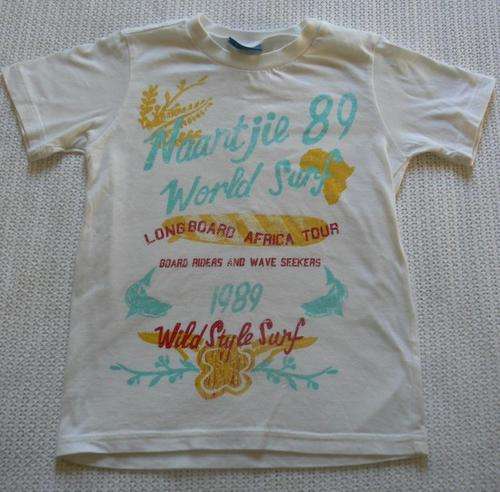 Naartjie 89
World Surf
LONGBOARD AFRICA TOUR
BOARD RIDERS AND WAVE SEEKERS
1989
Wild Style Surf